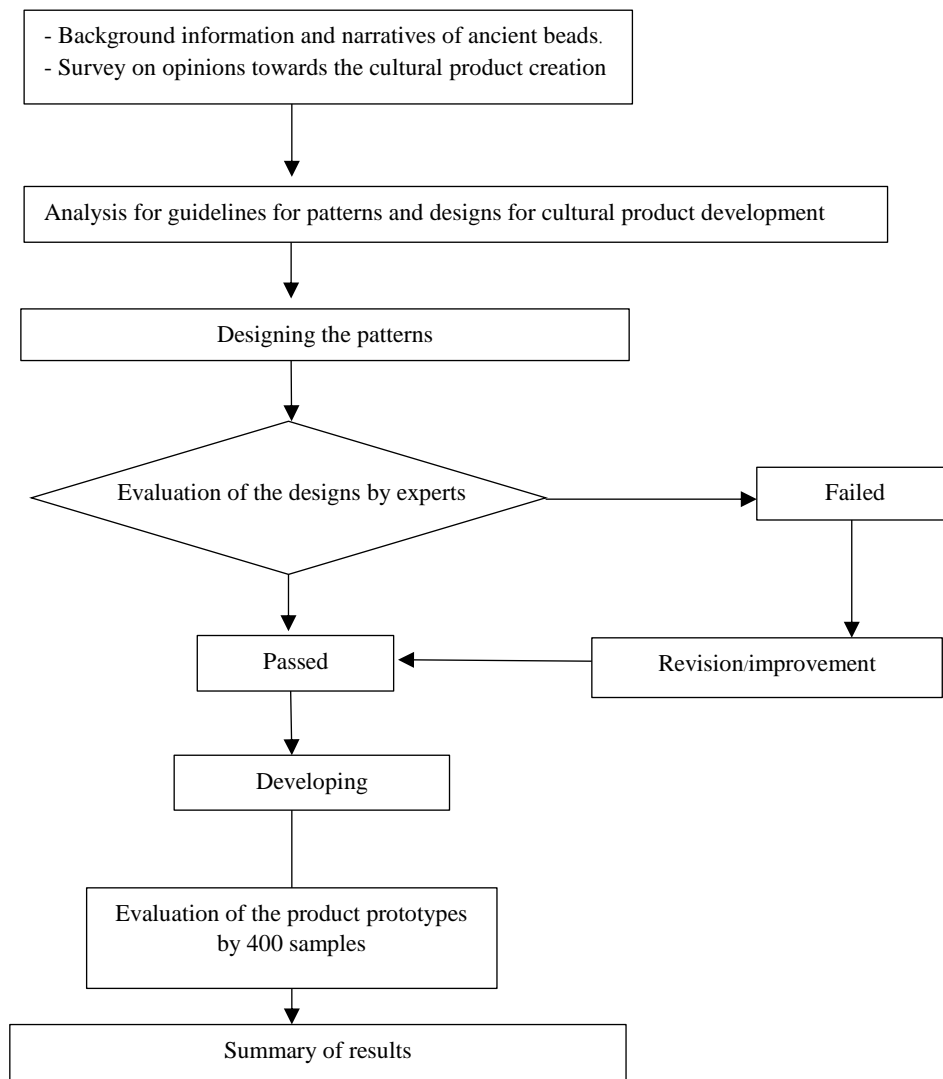 - Background information and narratives of ancient beads.
- Survey on opinions towards the cultural product creation
Analysis for guidelines for patterns and designs for cultural product development
Designing the patterns
Evaluation of the designs by experts
Failed
Passed
Revision/improvement
Developing
Evaluation of the product prototypes
by 400 samples
Summary of results